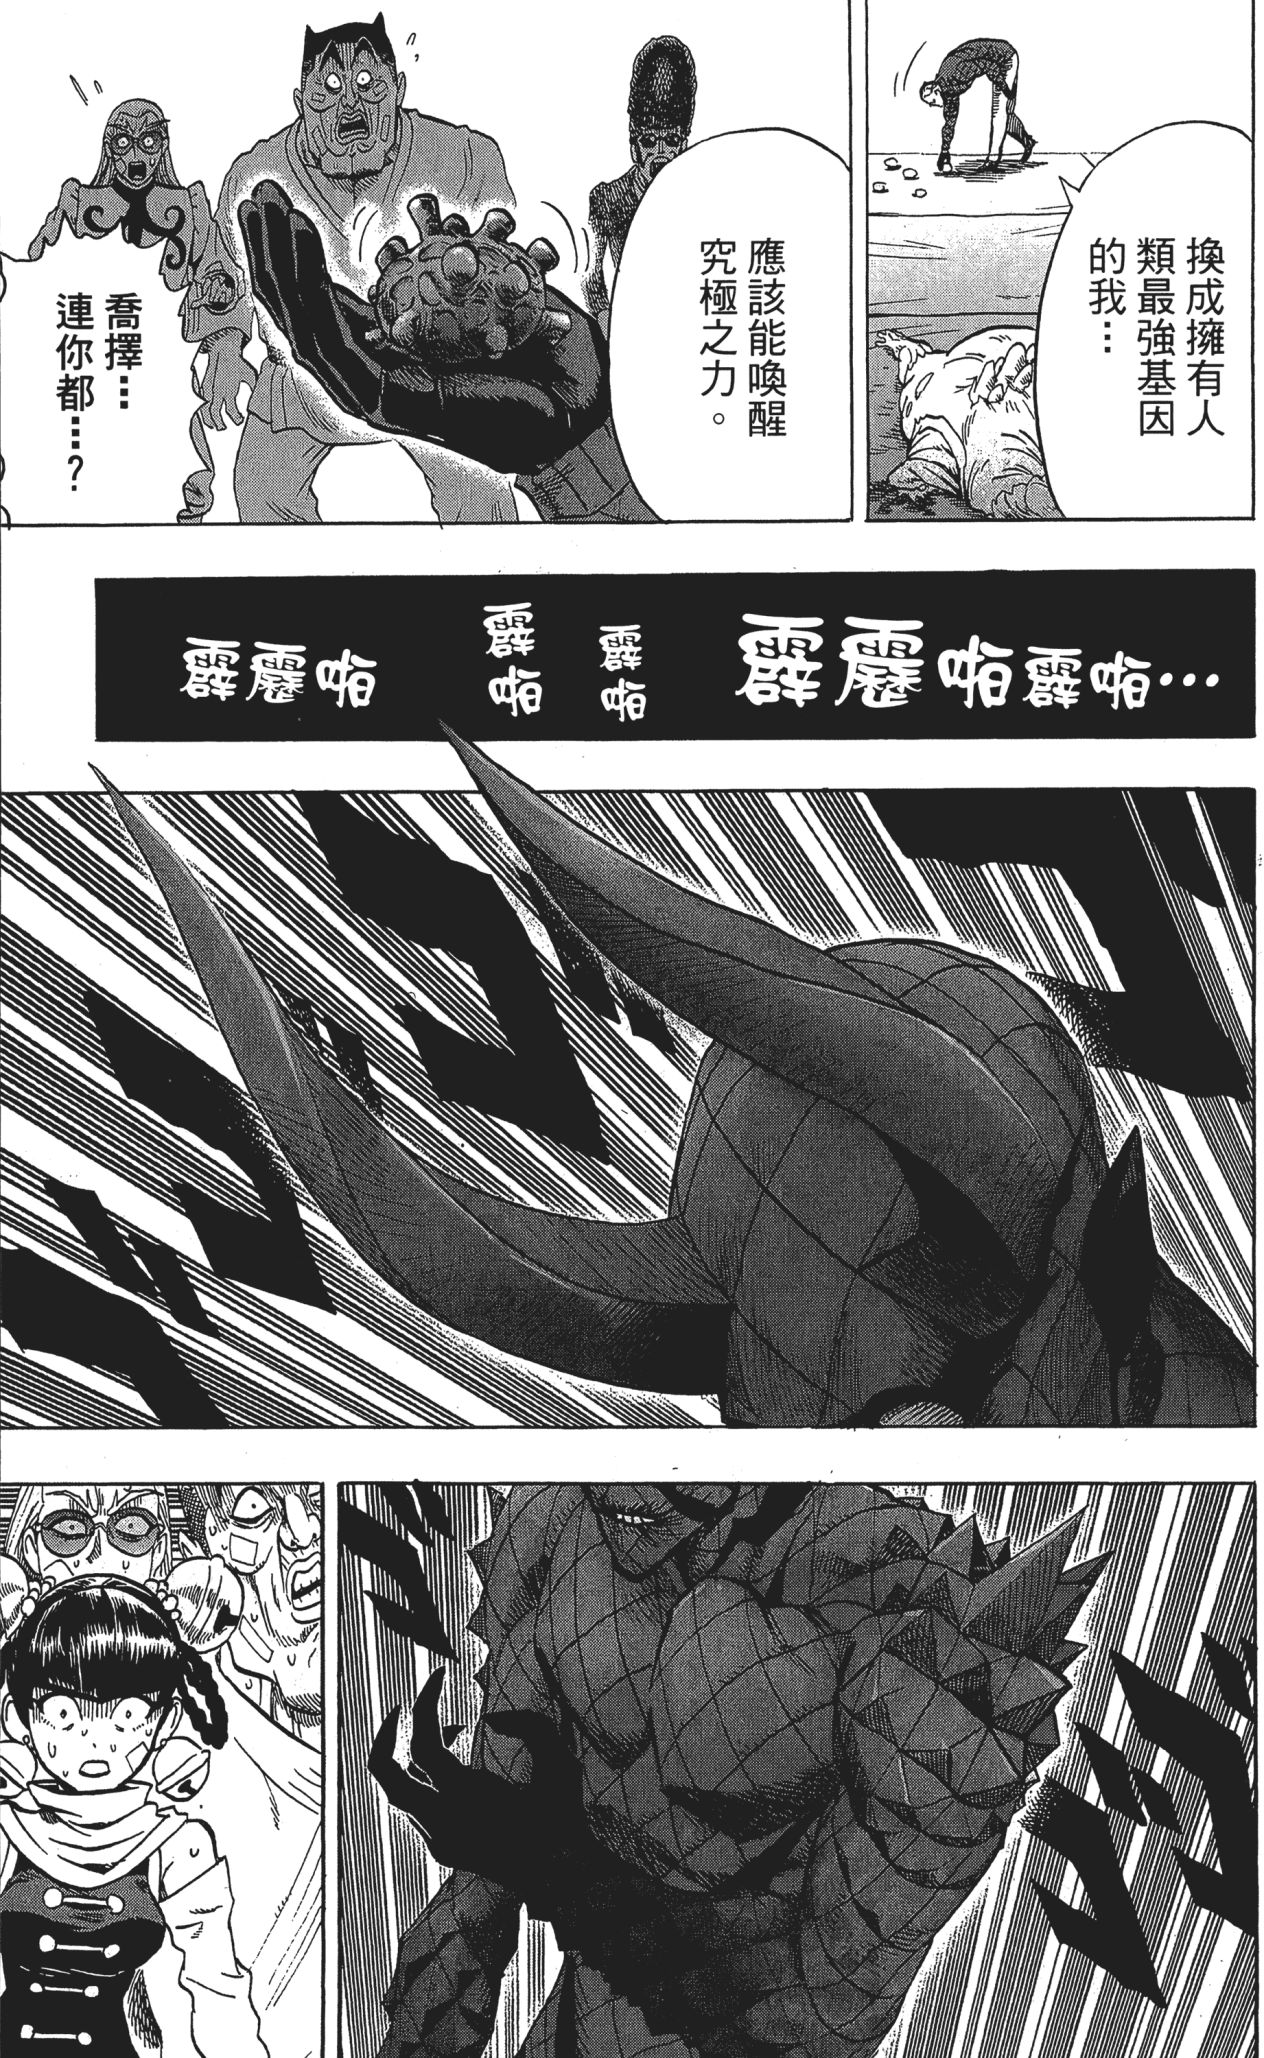 換成擁有人
類最強基因
的我…
應該能喚醒
究極之力。
喬擇…
連你都…?
霹靂啪
霹啪
霹啪
霹靂啪霹啪…